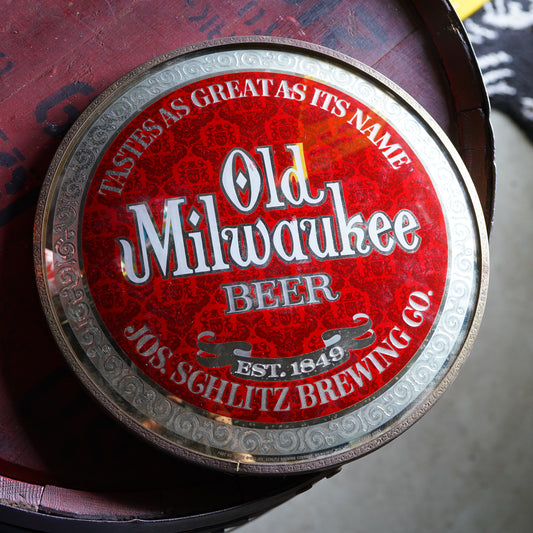 TASTES AS GREAT AS ITS NAME
Old
Milwaukee
BEER
EST. 1849
JOS. SCHLITZ BREWING CO.